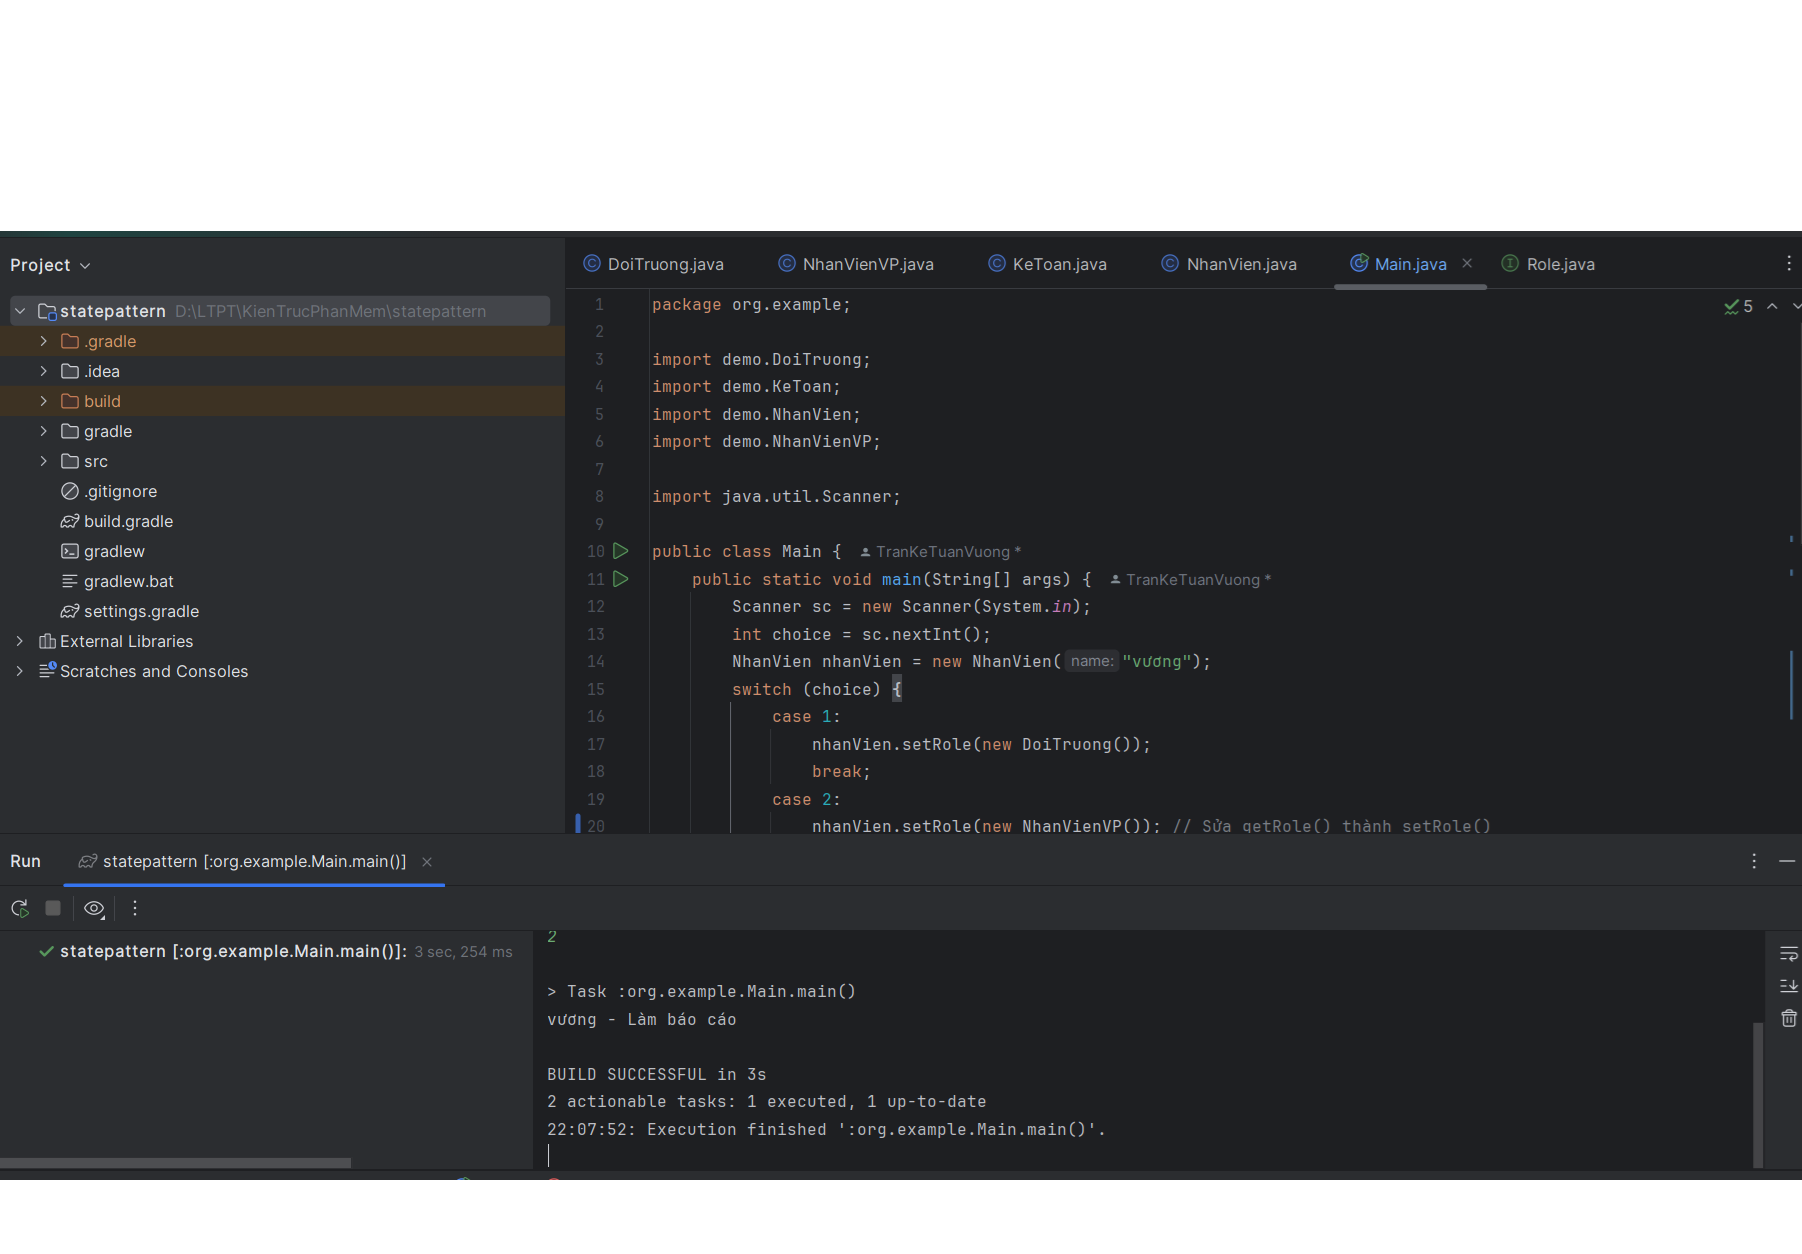 Project
statepattern D:\LTPT\KienTrucPhanMem\statepattern
.gradle
.idea
build
gradle
src
.gitignore
build.gradle
gradlew
gradlew.bat
settings.gradle
External Libraries
Scratches and Consoles
DoiTruong.java NhanVienVP.java KeToan.java NhanVien.java Main.java Role.java
5
1 package org.example;
2
3 import demo.DoiTruong;
4 import demo.KeToan;
5 import demo.NhanVien;
6 import demo.NhanVienVP;
7
8 import java.util.Scanner;
9
10 public class Main { TranKeTuanVuong *
11 public static void main(String[] args) { TranKeTuanVuong *
12 Scanner sc = new Scanner(System.in);
13 int choice = sc.nextInt();
14 NhanVien nhanVien = new NhanVien( name: "vương");
15 switch (choice) {
16 case 1:
17 nhanVien.setRole(new DoiTruong());
18 break;
19 case 2:
20 nhanVien.setRole(new NhanVienVP()); // Sửa getRole() thành setRole()
Run statepattern [:org.example.Main.main()]
statepattern [:org.example.Main.main()]: 3 sec, 254 ms
2
> Task :org.example.Main.main()
vương - Làm báo cáo
BUILD SUCCESSFUL in 3s
2 actionable tasks: 1 executed, 1 up-to-date
22:07:52: Execution finished ':org.example.Main.main()'.